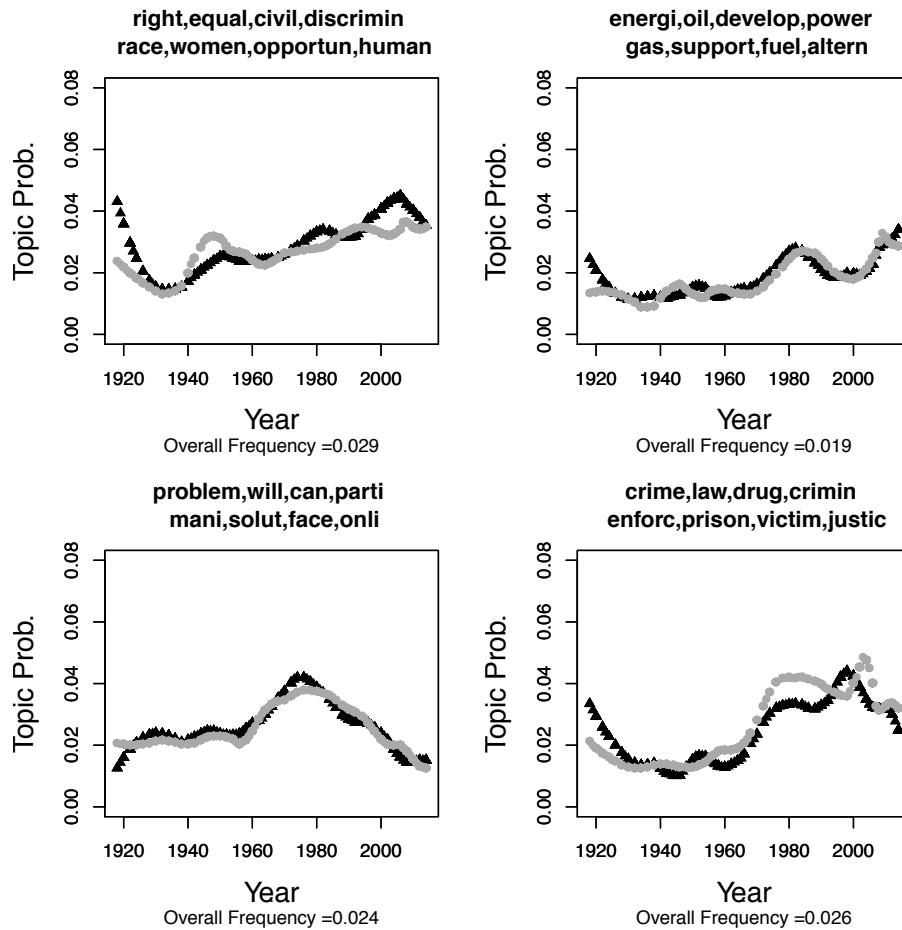 right,equal,civil,discrimin
race,women,opportun,human
Topic Prob.
0.00 0.02 0.04 0.06 0.08
1920 1940 1960 1980 2000
Year
Overall Frequency =0.029
energi,oil,develop,power
gas,support,fuel,altern
Topic Prob.
0.00 0.02 0.04 0.06 0.08
1920 1940 1960 1980 2000
Year
Overall Frequency =0.019
problem,will,can,parti
mani,solut,face,onli
Topic Prob.
0.00 0.02 0.04 0.06 0.08
1920 1940 1960 1980 2000
Year
Overall Frequency =0.024
crime,law,drug,crimin
enforc,prison,victim,justic
Topic Prob.
0.00 0.02 0.04 0.06 0.08
1920 1940 1960 1980 2000
Year
Overall Frequency =0.026